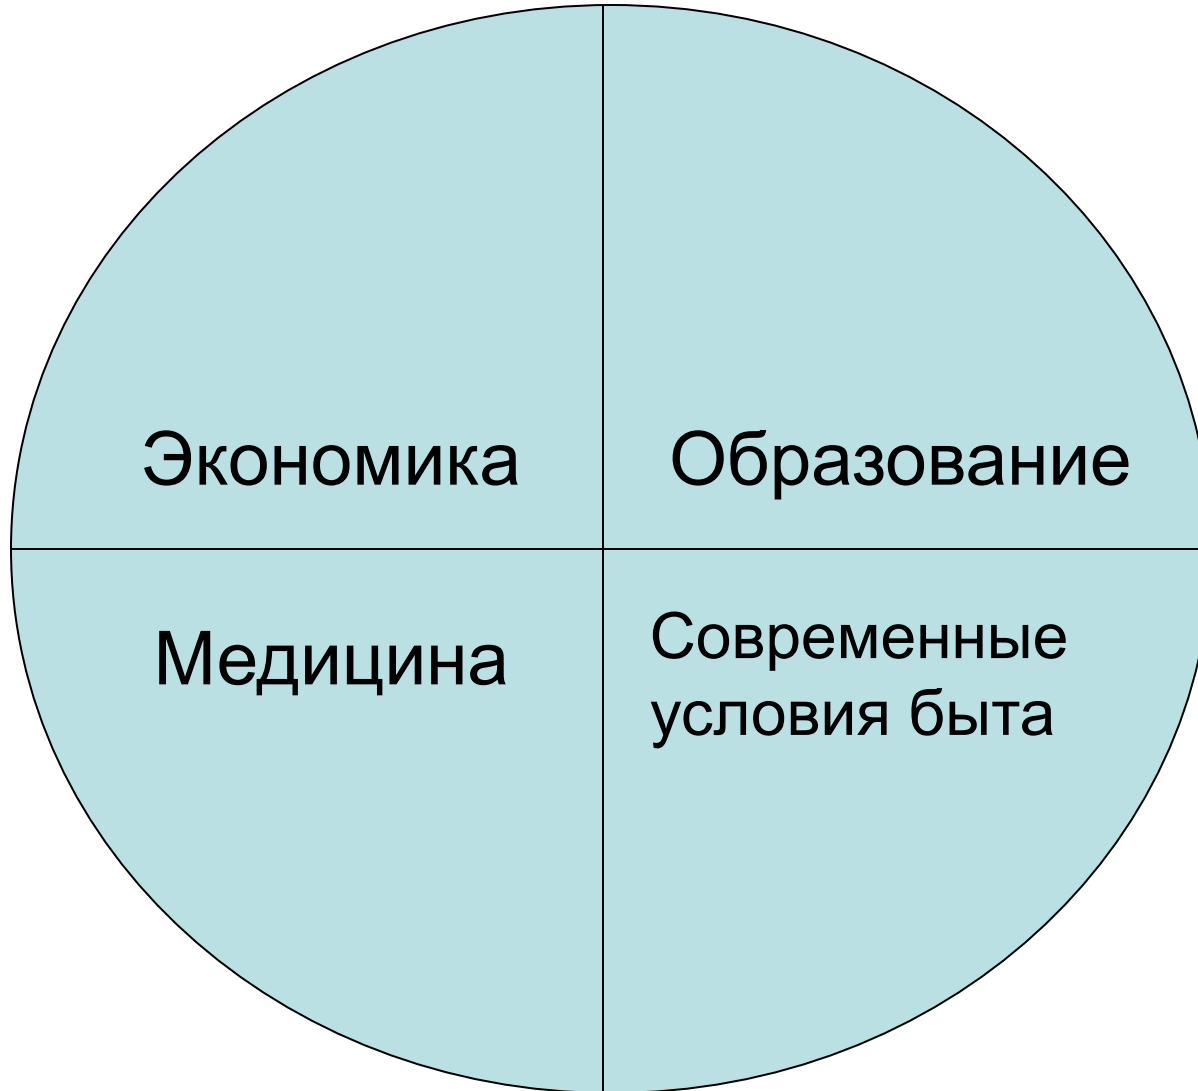 Экономика
Образование
Медицина
Современные
условия быта